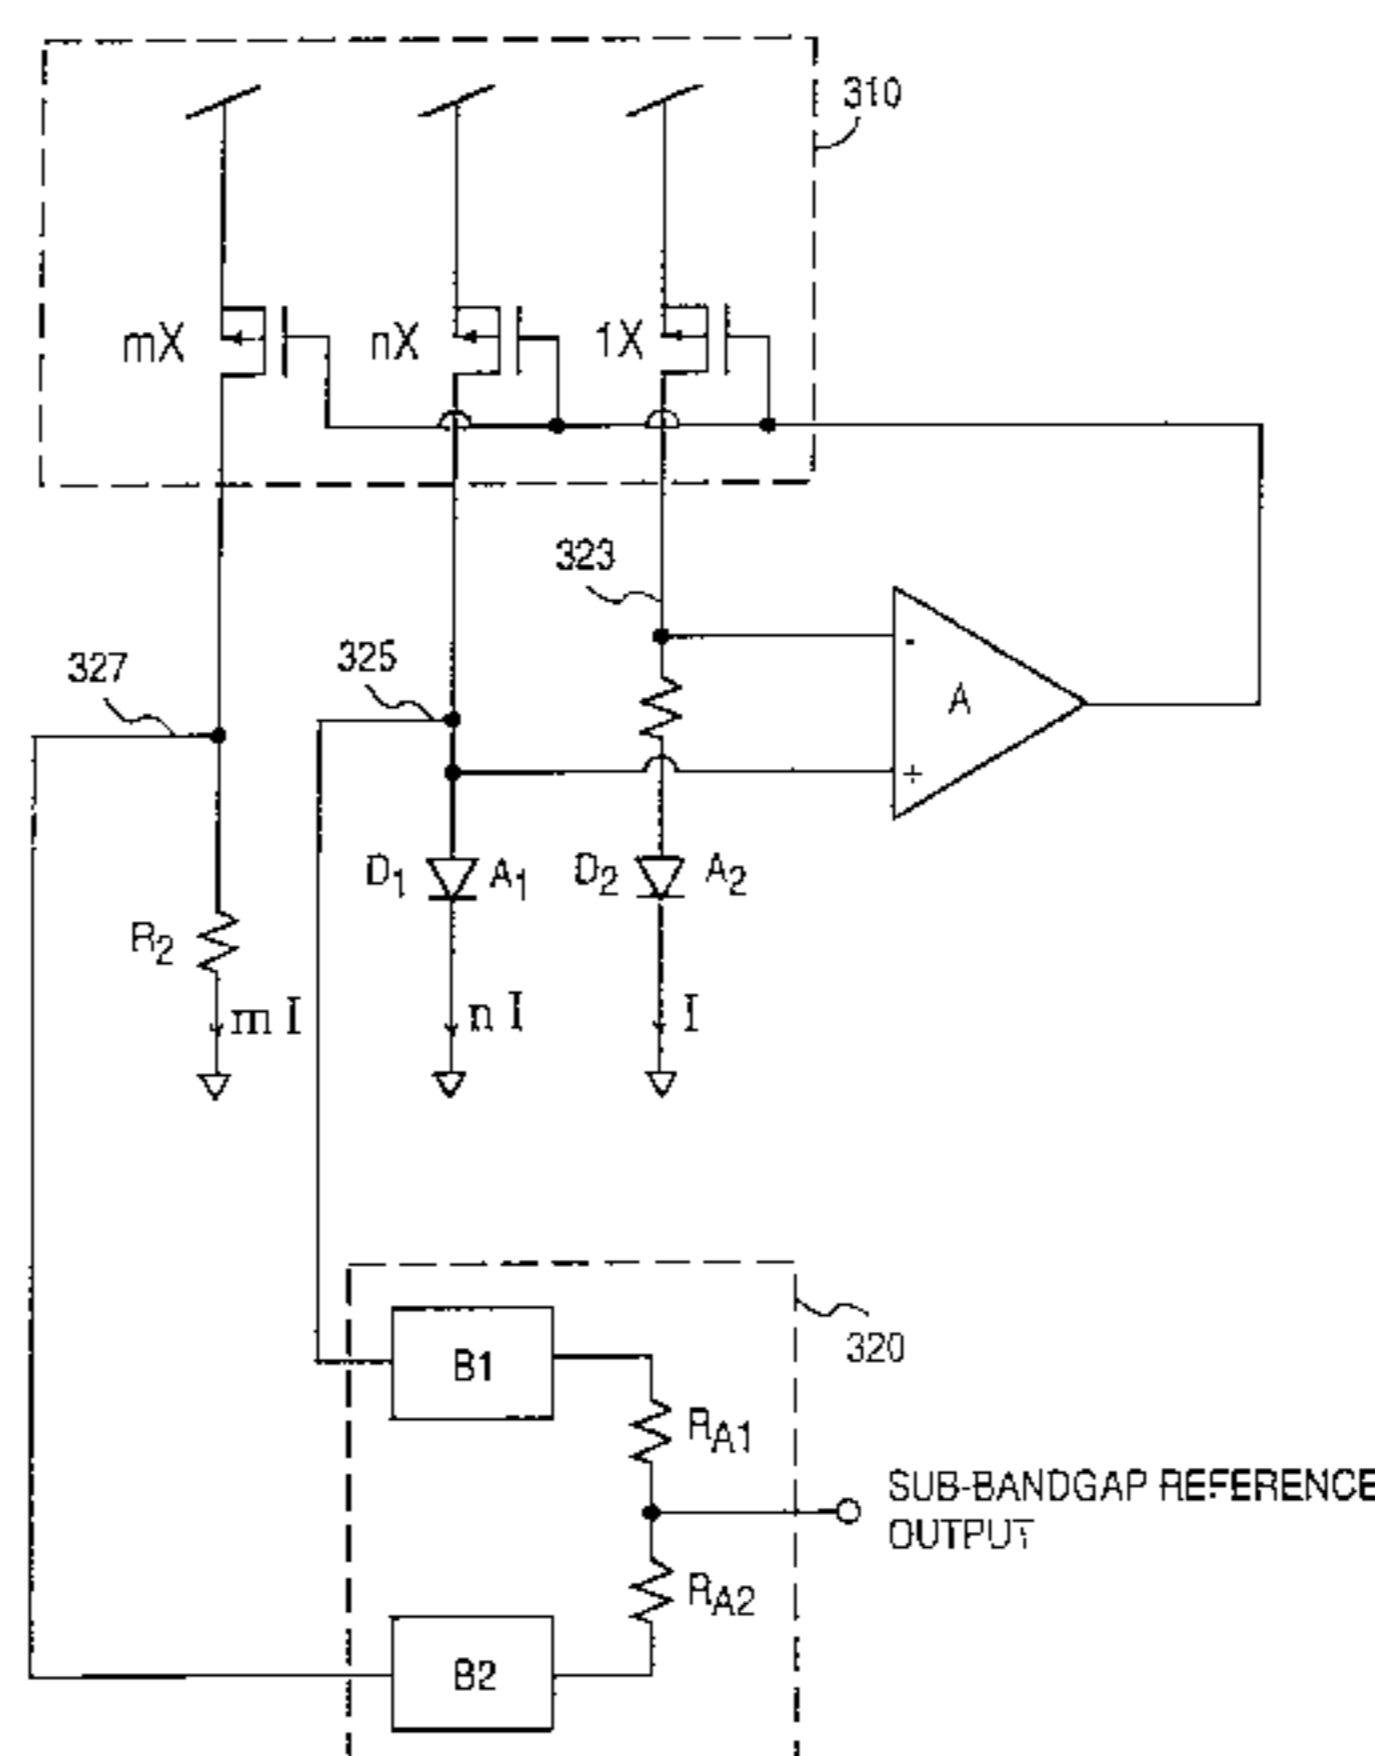 310
mX
nX
1X
323
327
325
-
A
+
D1
A1
D2
A2
R2
m I
n I
I
B1
320
RA1
SUB-BANDGAP REFERENCE
OUTPUT
RA2
B2